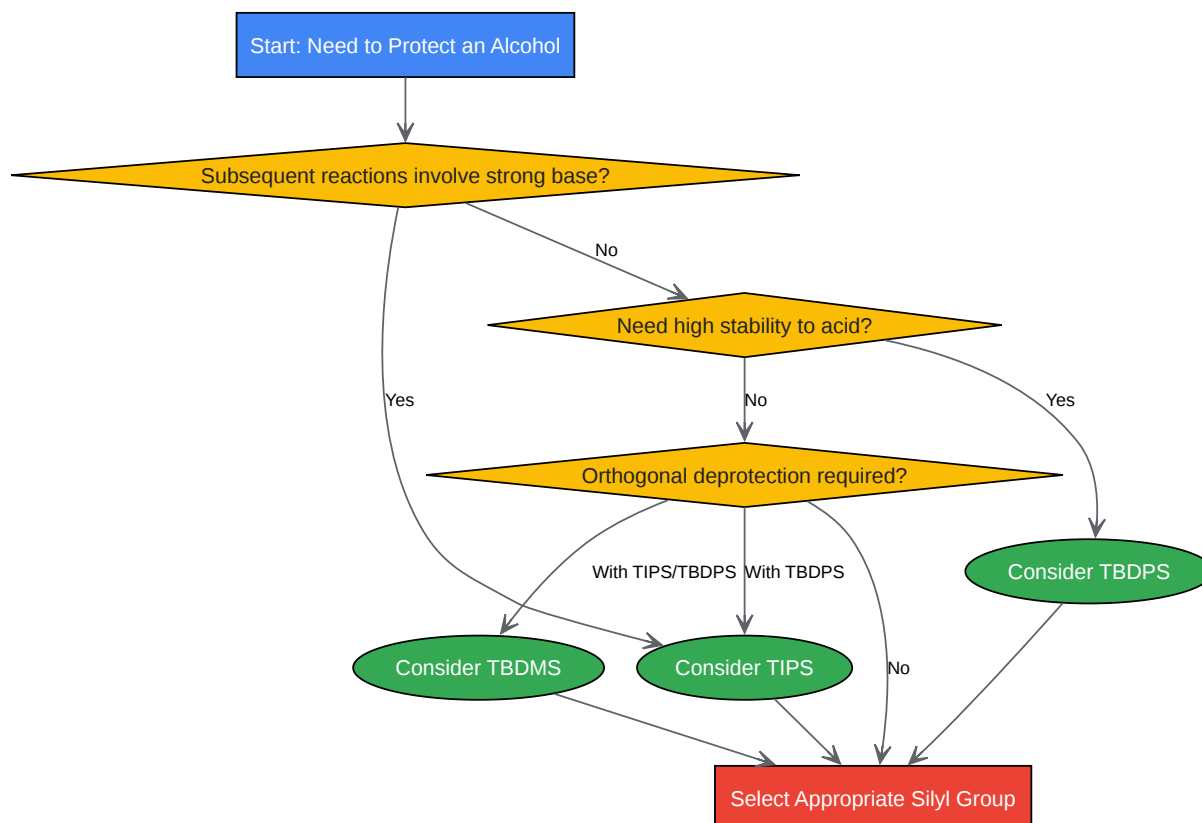 Start: Need to Protect an Alcohol
Subsequent reactions involve strong base?
No
Need high stability to acid?
Yes
No
Yes
Orthogonal deprotection required?
With TIPS/TBDPS
With TBDPS
Consider TBDPS
Consider TBDMS
Consider TIPS
No
Select Appropriate Silyl Group